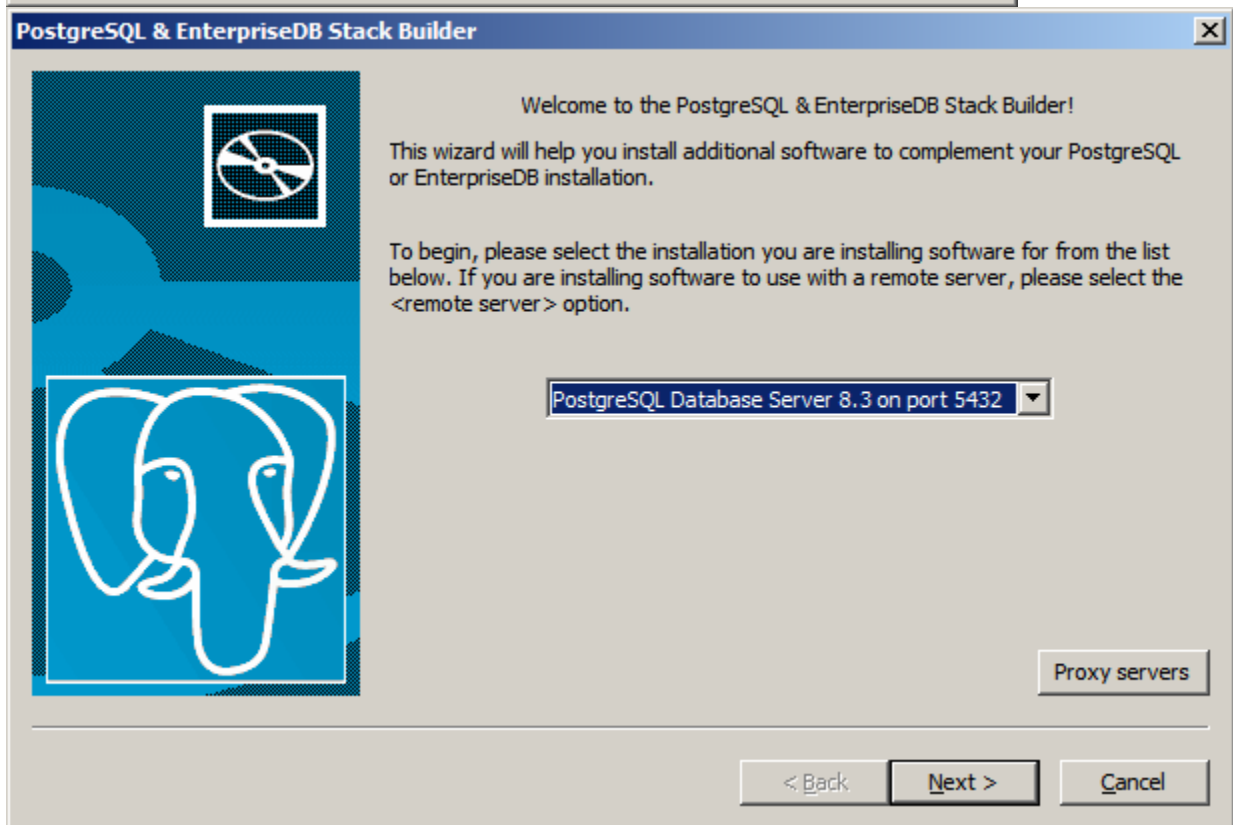 PostgreSQL & EnterpriseDB Stack Builder
Welcome to the PostgreSQL & EnterpriseDB Stack Builder!
This wizard will help you install additional software to complement your PostgreSQL
or EnterpriseDB installation.
To begin, please select the installation you are installing software for from the list
below. If you are installing software to use with a remote server, please select the
<remote server> option.
PostgreSQL Database Server 8.3 on port 5432
Proxy servers
< Back
Next >
Cancel